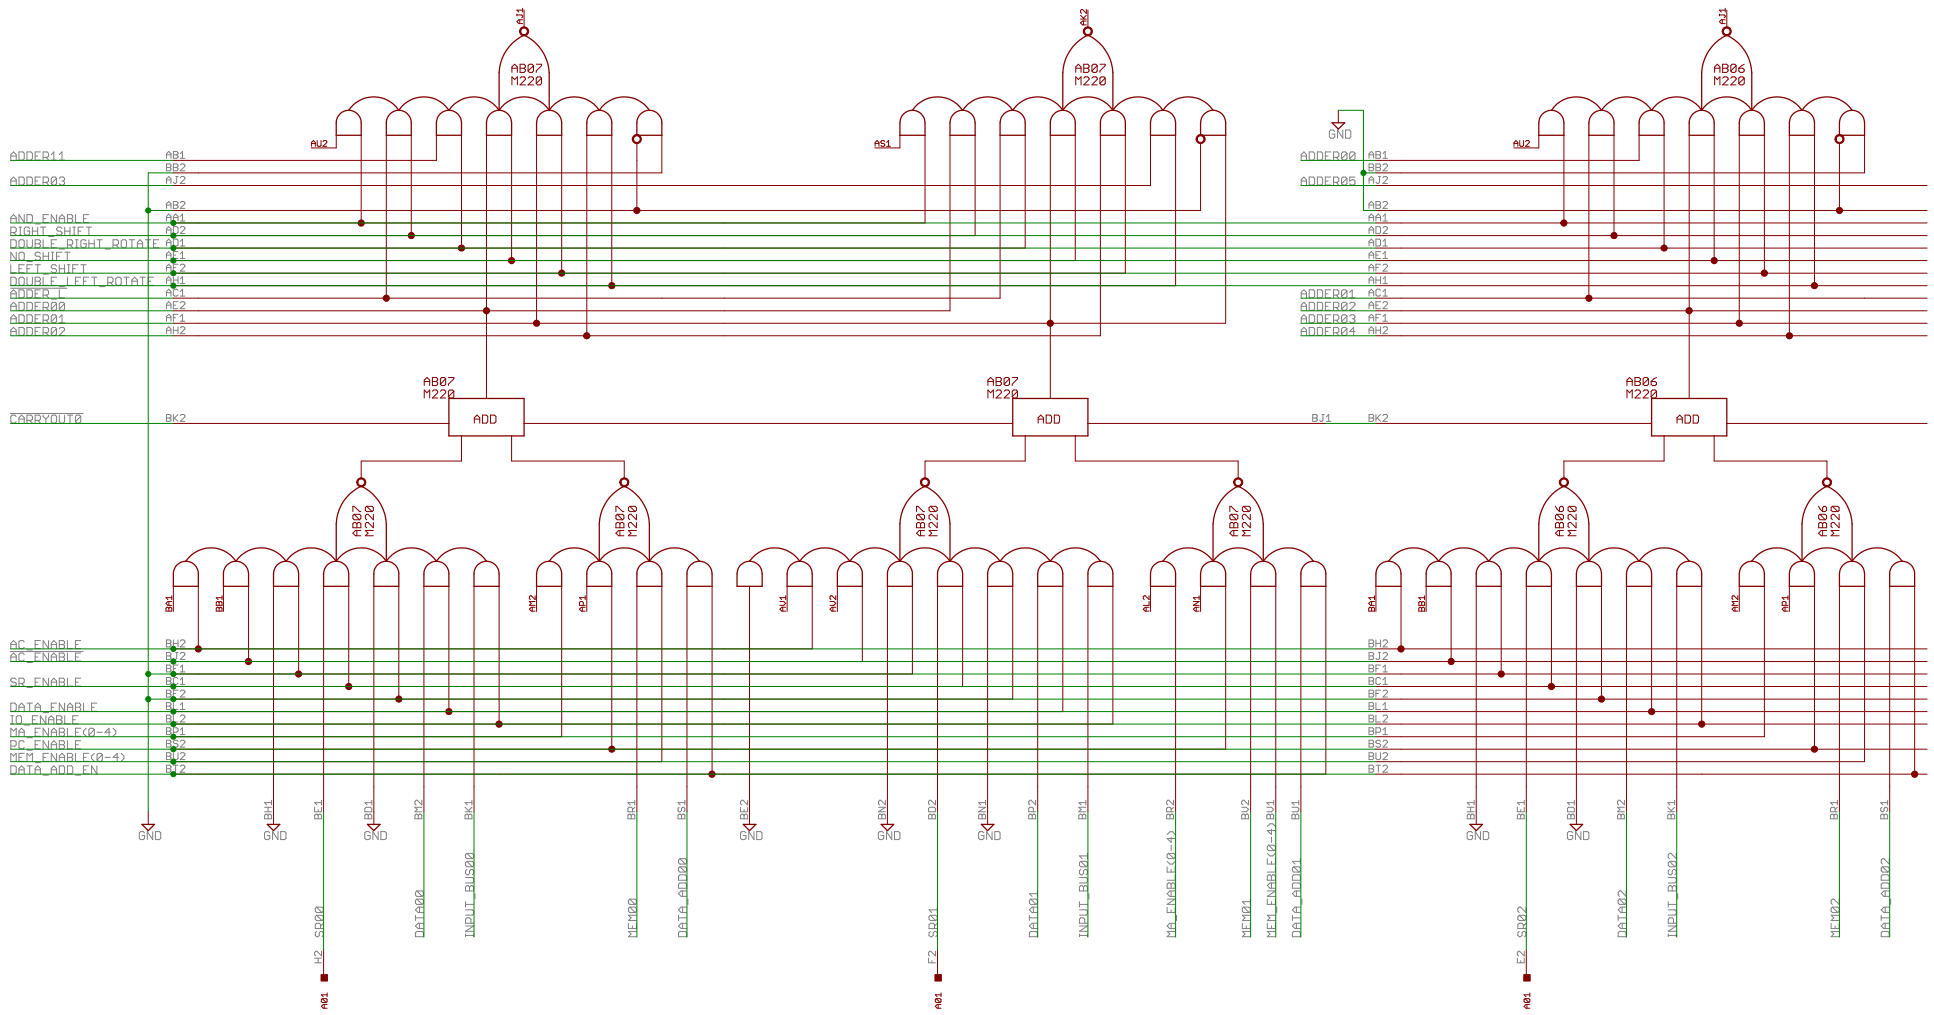 AJ1
AK2
AJ1
AB07
M220
AB07
M220
AB06
M220
AU2
AS1
AU2
GND
ADDER11 AB1
BB2
ADDER03 AJ2
AB2
AND_ENABLE AA1
RIGHT_SHIFT AD2
DOUBLE_RIGHT_ROTATE AD1
NO_SHIFT AE1
LEFT_SHIFT AF2
DOUBLE_LEFT_ROTATE AH1
ADDER_L AC1
ADDER00 AE2
ADDER01 AF1
ADDER02 AH2
ADDER00 AB1
BB2
ADDER05 AJ2
AB2
AA1
AD2
AD1
AE1
AF2
AH1
ADDER01 AC1
ADDER02 AE2
ADDER03 AF1
ADDER04 AH2
AB07
M220
ADD
AB07
M220
ADD
AB06
M220
ADD
CARRYOUT0 BK2
BJ1 BK2
AB07
M220
AB07
M220
AB07
M220
AB07
M220
AB06
M220
AB06
M220
BA1
BB1
AM2
AP1
AV1
AV2
AL2
AN1
BA1
BB1
AM2
AP1
AC_ENABLE BH2
AC_ENABLE BJ2
BF1
SR_ENABLE BC1
BF2
DATA_ENABLE BL1
IO_ENABLE BL2
MA_ENABLE(0-4) BP1
PC_ENABLE BS2
MEM_ENABLE(0-4) BU2
DATA_ADD_EN BT2
BH2
BJ2
BF1
BC1
BF2
BL1
BL2
BP1
BS2
BU2
BT2
GND
BH1
GND
BE1
SR00
H2
A01
BD1
GND
BM2
DATA00
BK1
INPUT_BUS00
BR1
MEM00
BS1
DATA_ADD00
BE2
GND
BN2
GND
BD2
SR01
F2
A01
BN1
GND
BP2
DATA01
BM1
INPUT_BUS01
BR2
MA_ENABLE(0-4)
BV2
MEM01
BV1
MEM_ENABLE(0-4)
BU1
DATA_ADD01
BH1
GND
BE1
SR02
E2
A01
BD1
GND
BM2
DATA02
BK1
INPUT_BUS02
BR1
MEM02
BS1
DATA_ADD02